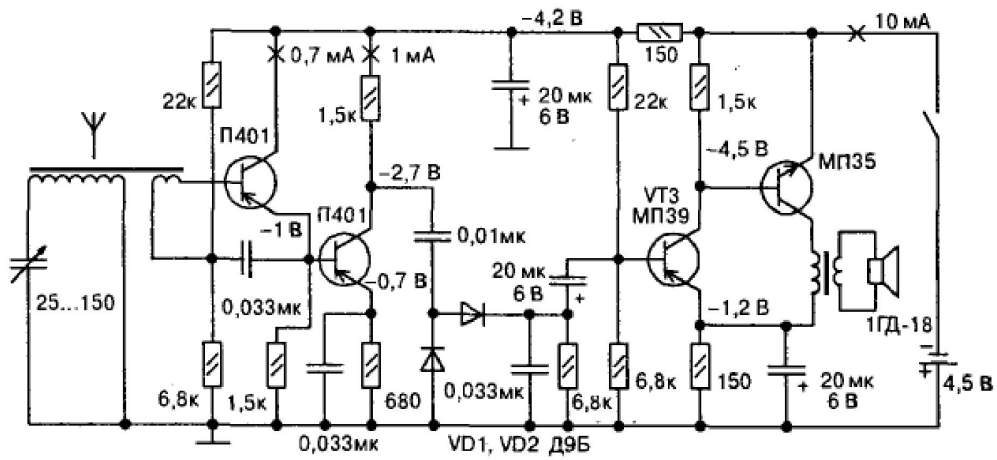 –4,2 В
10 мА
0,7 мА
1 мА
150
22к
1,5к
20 мк
6 В
22к
1,5к
П401
–2,7 В
–4,5 В
МП35
П401
VT3
МП39
–1 В
0,01мк
–0,7 В
20 мк
6 В
25...150
0,033мк
–1,2 В
1ГД-18
6,8к
1,5к
680
0,033мк
6,8к
6,8к
150
20 мк
6 В
4,5 В
0,033мк
VD1, VD2 Д9Б